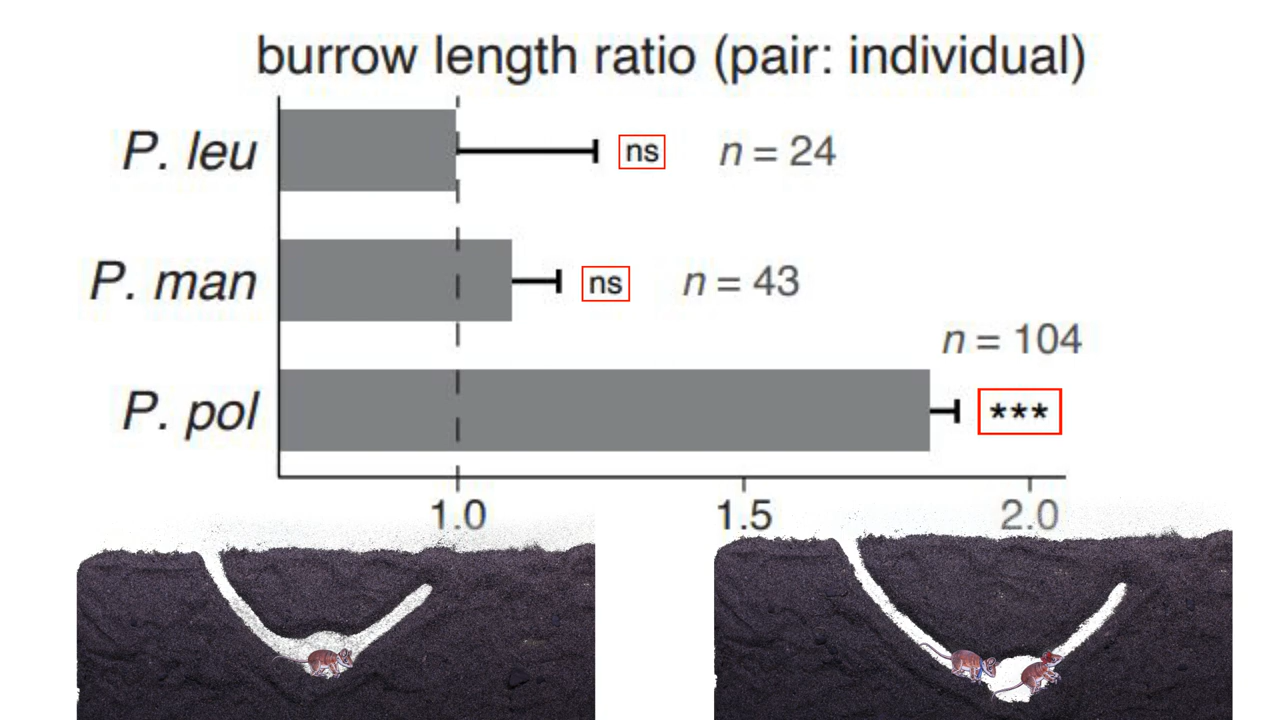 burrow length ratio (pair: individual)
P. leu ns n = 24
P. man ns n = 43
n = 104
P. pol ***
1.0 1.5 2.0